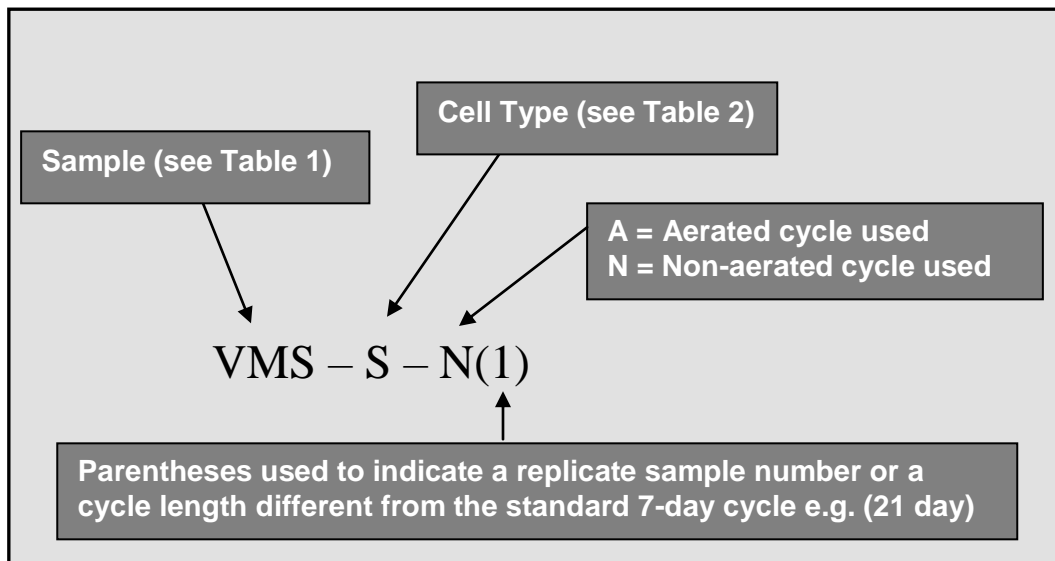 Cell Type (see Table 2)
Sample (see Table 1)
A = Aerated cycle used
N = Non-aerated cycle used
VMS – S – N(1)
Parentheses used to indicate a replicate sample number or a
cycle length different from the standard 7-day cycle e.g. (21 day)